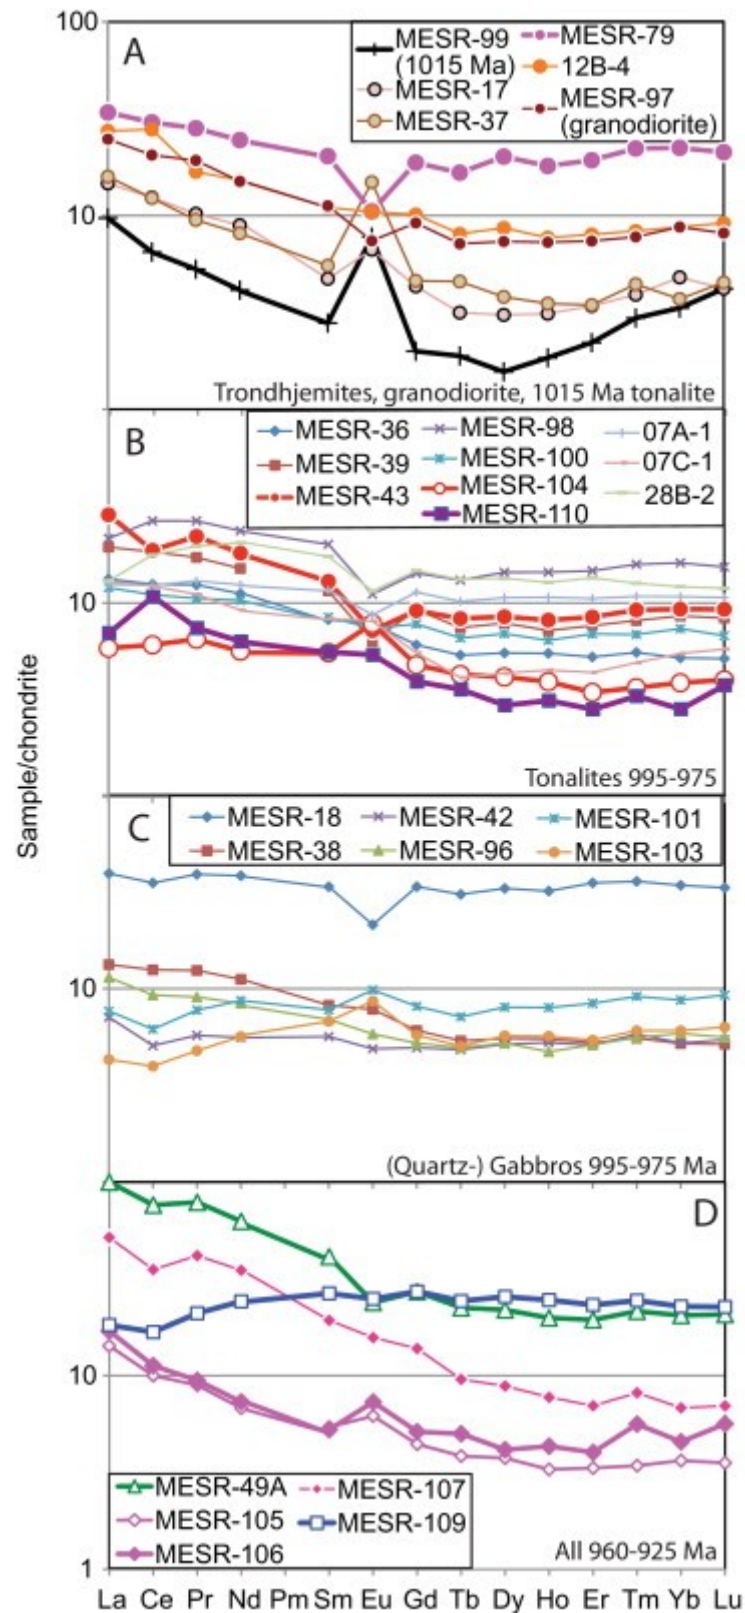 100
A
MESR-99
(1015 Ma)
MESR-17
MESR-37
MESR-79
12B-4
MESR-97
(granodiorite)
10
Trondhjemites, granodiorite, 1015 Ma tonalite
B
MESR-36
MESR-39
MESR-43
MESR-98
MESR-100
MESR-104
MESR-110
07A-1
07C-1
28B-2
10
Tonalites 995-975
Sample/chondrite
C
MESR-18
MESR-38
MESR-42
MESR-96
MESR-101
MESR-103
10
(Quartz-) Gabbros 995-975 Ma
D
10
MESR-49A
MESR-105
MESR-106
MESR-107
MESR-109
All 960-925 Ma
1
La Ce Pr Nd Pm Sm Eu Gd Tb Dy Ho Er Tm Yb Lu